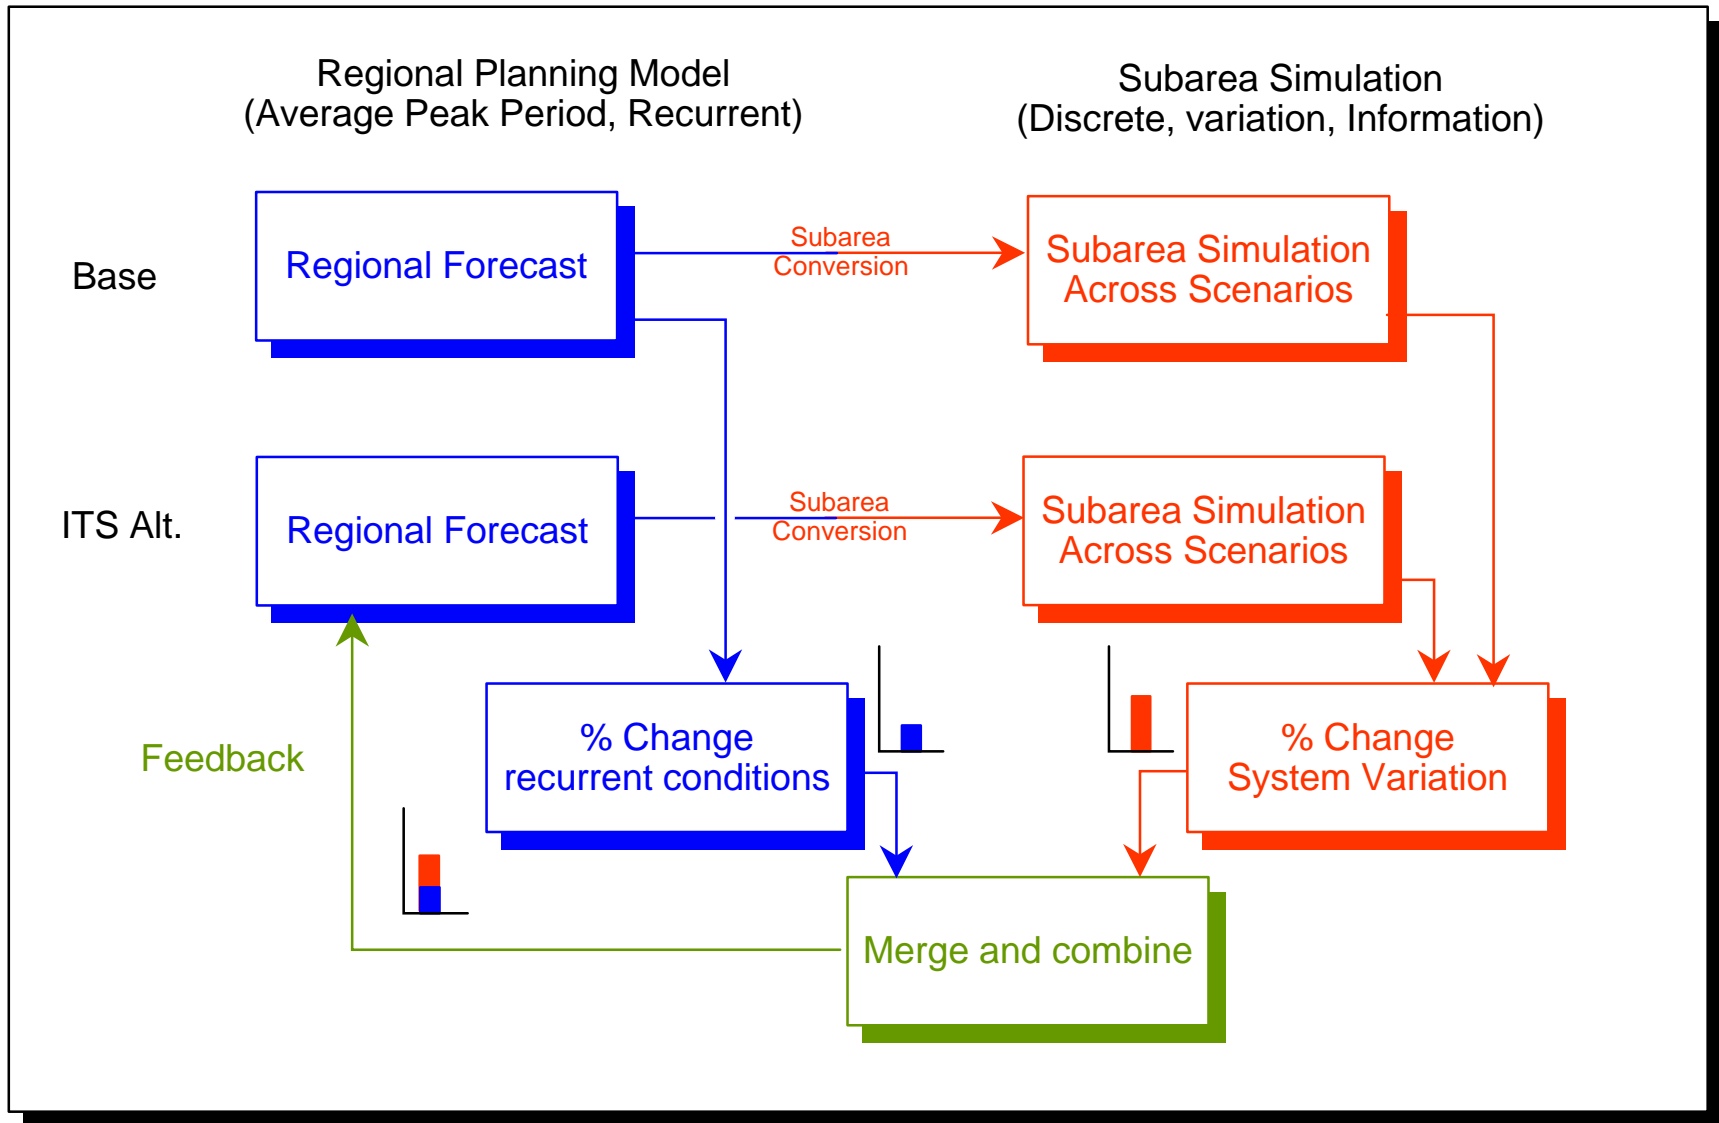 Regional Planning Model
(Average Peak Period, Recurrent)
Subarea Simulation
(Discrete, variation, Information)
Base
Regional Forecast
Subarea
Conversion
Subarea Simulation
Across Scenarios
ITS Alt.
Regional Forecast
Subarea
Conversion
Subarea Simulation
Across Scenarios
Feedback
% Change
recurrent conditions
% Change
System Variation
Merge and combine